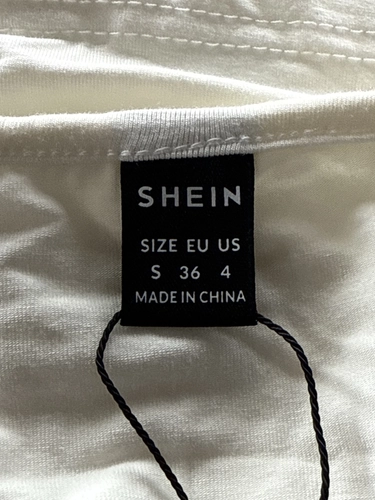 SHEIN
SIZE EU US
S 36 4
MADE IN CHINA